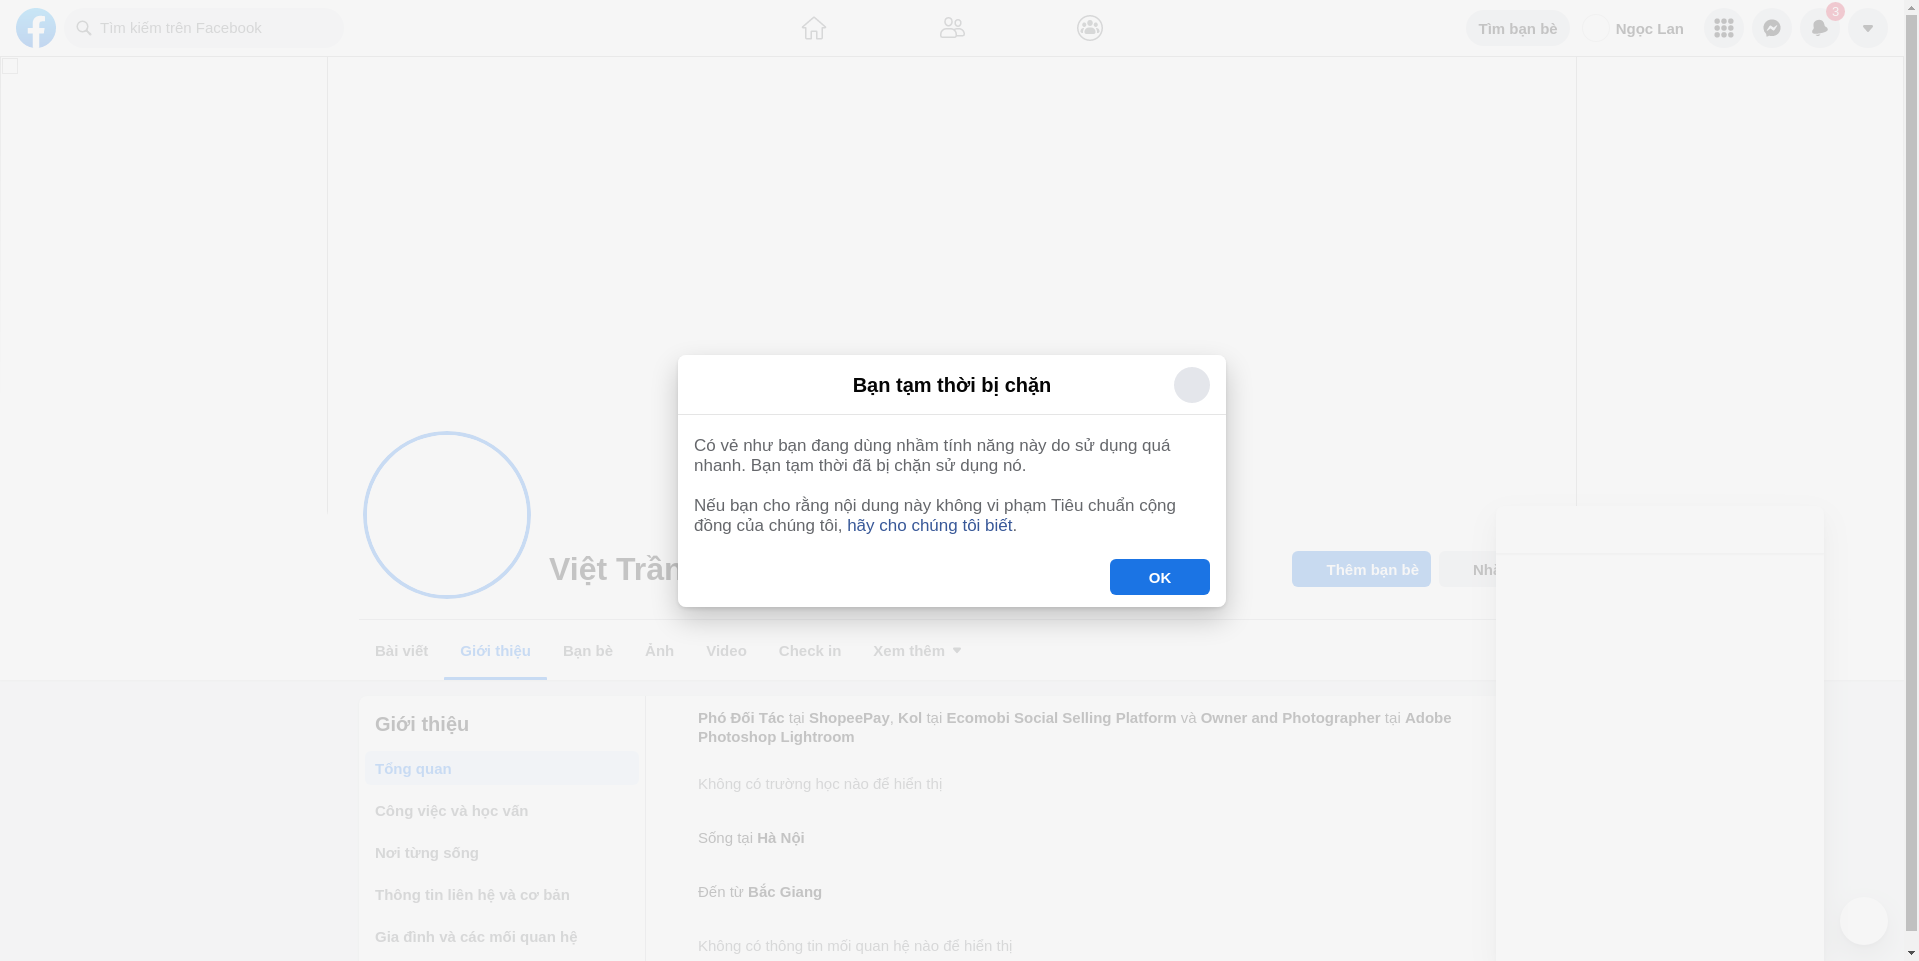 Tìm kiếm trên Facebook
Tìm bạn bè
Ngọc Lan
3
Bạn tạm thời bị chặn
Có vẻ như bạn đang dùng nhầm tính năng này do sử dụng quá
nhanh. Bạn tạm thời đã bị chặn sử dụng nó.
Nếu bạn cho rằng nội dung này không vi phạm Tiêu chuẩn cộng
đồng của chúng tôi, hãy cho chúng tôi biết.
OK
Việt Trần
Thêm bạn bè
Bài viết
Giới thiệu
Bạn bè
Ảnh
Video
Check in
Xem thêm
Giới thiệu
Tổng quan
Công việc và học vấn
Nơi từng sống
Thông tin liên hệ và cơ bản
Gia đình và các mối quan hệ
Phó Đối Tác tại ShopeePay, Kol tại Ecomobi Social Selling Platform và Owner and Photographer tại Adobe
Photoshop Lightroom
Không có trường học nào để hiển thị
Sống tại Hà Nội
Đến từ Bắc Giang
Không có thông tin mối quan hệ nào để hiển thị